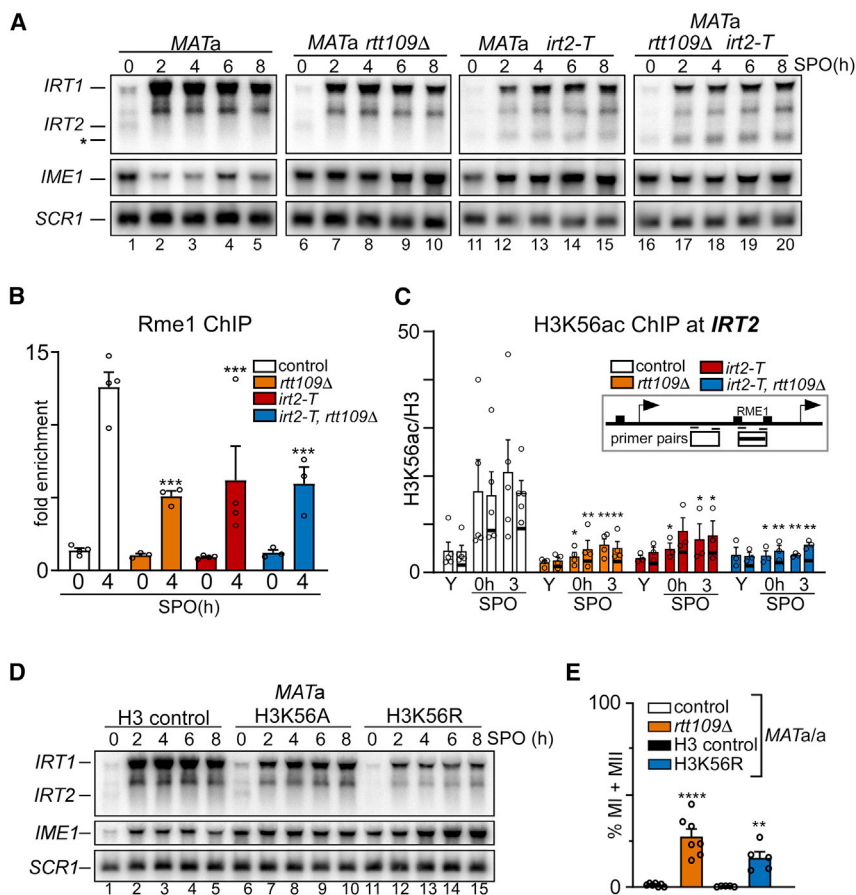 A
MATa
MATa rtt109Δ
MATa irt2-T
MATa
rtt109Δ irt2-T
0 2 4 6 8 0 2 4 6 8 0 2 4 6 8 0 2 4 6 8 SPO(h)
IRT1
IRT2
*
IME1
SCR1
1 2 3 4 5 6 7 8 9 10 11 12 13 14 15 16 17 18 19 20
B
Rme1 ChIP
15
fold enrichment
0
control
rtt109Δ
irt2-T
irt2-T, rtt109Δ
***
***
***
0 4 0 4 0 4 0 4
SPO(h)
C
H3K56ac ChIP at IRT2
50
H3K56ac/H3
0
control
rtt109Δ
irt2-T
irt2-T, rtt109Δ
RME1
primer pairs
* ** ** ** * * * * ** ** **
Y 0h 3 Y 0h 3 Y 0h 3 Y 0h 3
SPO SPO SPO SPO
D
MATa
H3 control H3K56A H3K56R
0 2 4 6 8 0 2 4 6 8 0 2 4 6 8 SPO (h)
IRT1
IRT2
IME1
SCR1
1 2 3 4 5 6 7 8 9 10 11 12 13 14 15
E
100
% MI + MII
0
control
rtt109Δ
H3 control
H3K56R
MATa/a
****
**